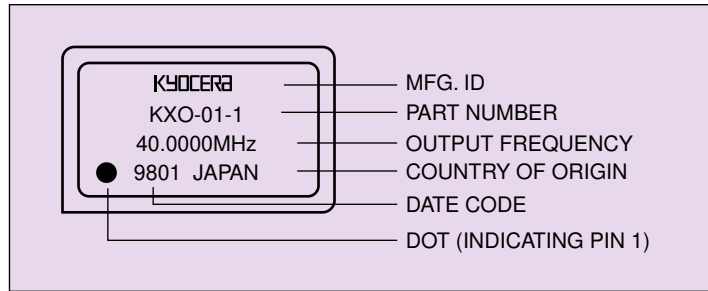 KYOCERA MFG. ID
KXO-01-1 PART NUMBER
40.0000MHz OUTPUT FREQUENCY
9801 JAPAN COUNTRY OF ORIGIN
DATE CODE
DOT (INDICATING PIN 1)